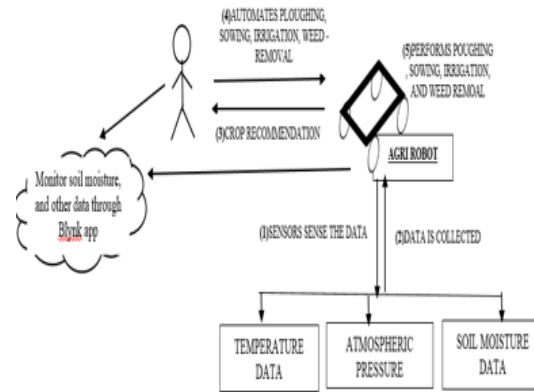 (4)AUTOMATES PLOUGHING,
SOWING, IRRIGATION, WEED -
REMOVAL
(5)PERFORMS POUGHING
, SOWING, IRRIGATION,
AND WEED REMOAL
(3)CROP RECOMMENDATION
AGRI ROBOT
Monitor soil moisture,
and other data through
Blynk app
(1)SENSORS SENSE THE DATA
(2)DATA IS COLLECTED
TEMPERATURE
DATA
ATMOSPHERIC
PRESSURE
SOIL MOISTURE
DATA